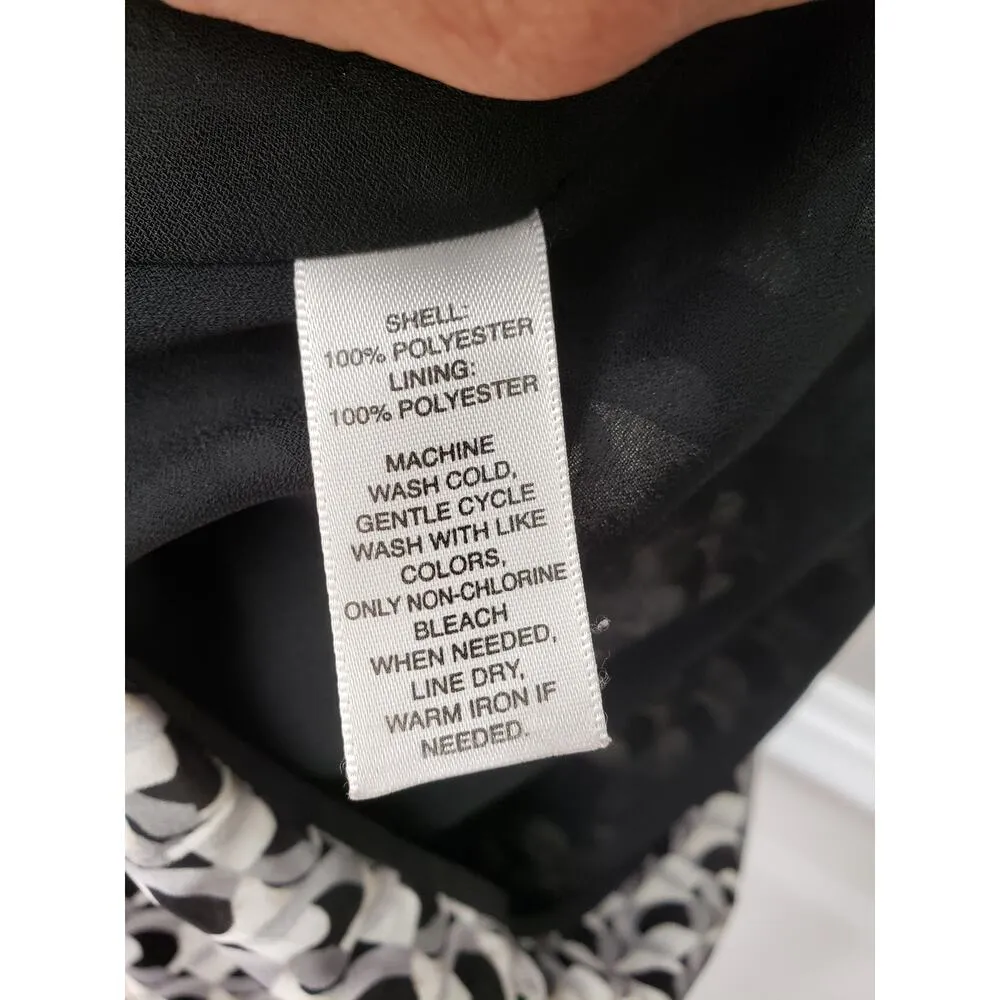 SHELL:
100% POLYESTER
LINING:
100% POLYESTER
MACHINE
WASH COLD,
GENTLE CYCLE
WASH WITH LIKE
COLORS,
ONLY NON-CHLORINE
BLEACH
WHEN NEEDED,
LINE DRY,
WARM IRON IF
NEEDED.